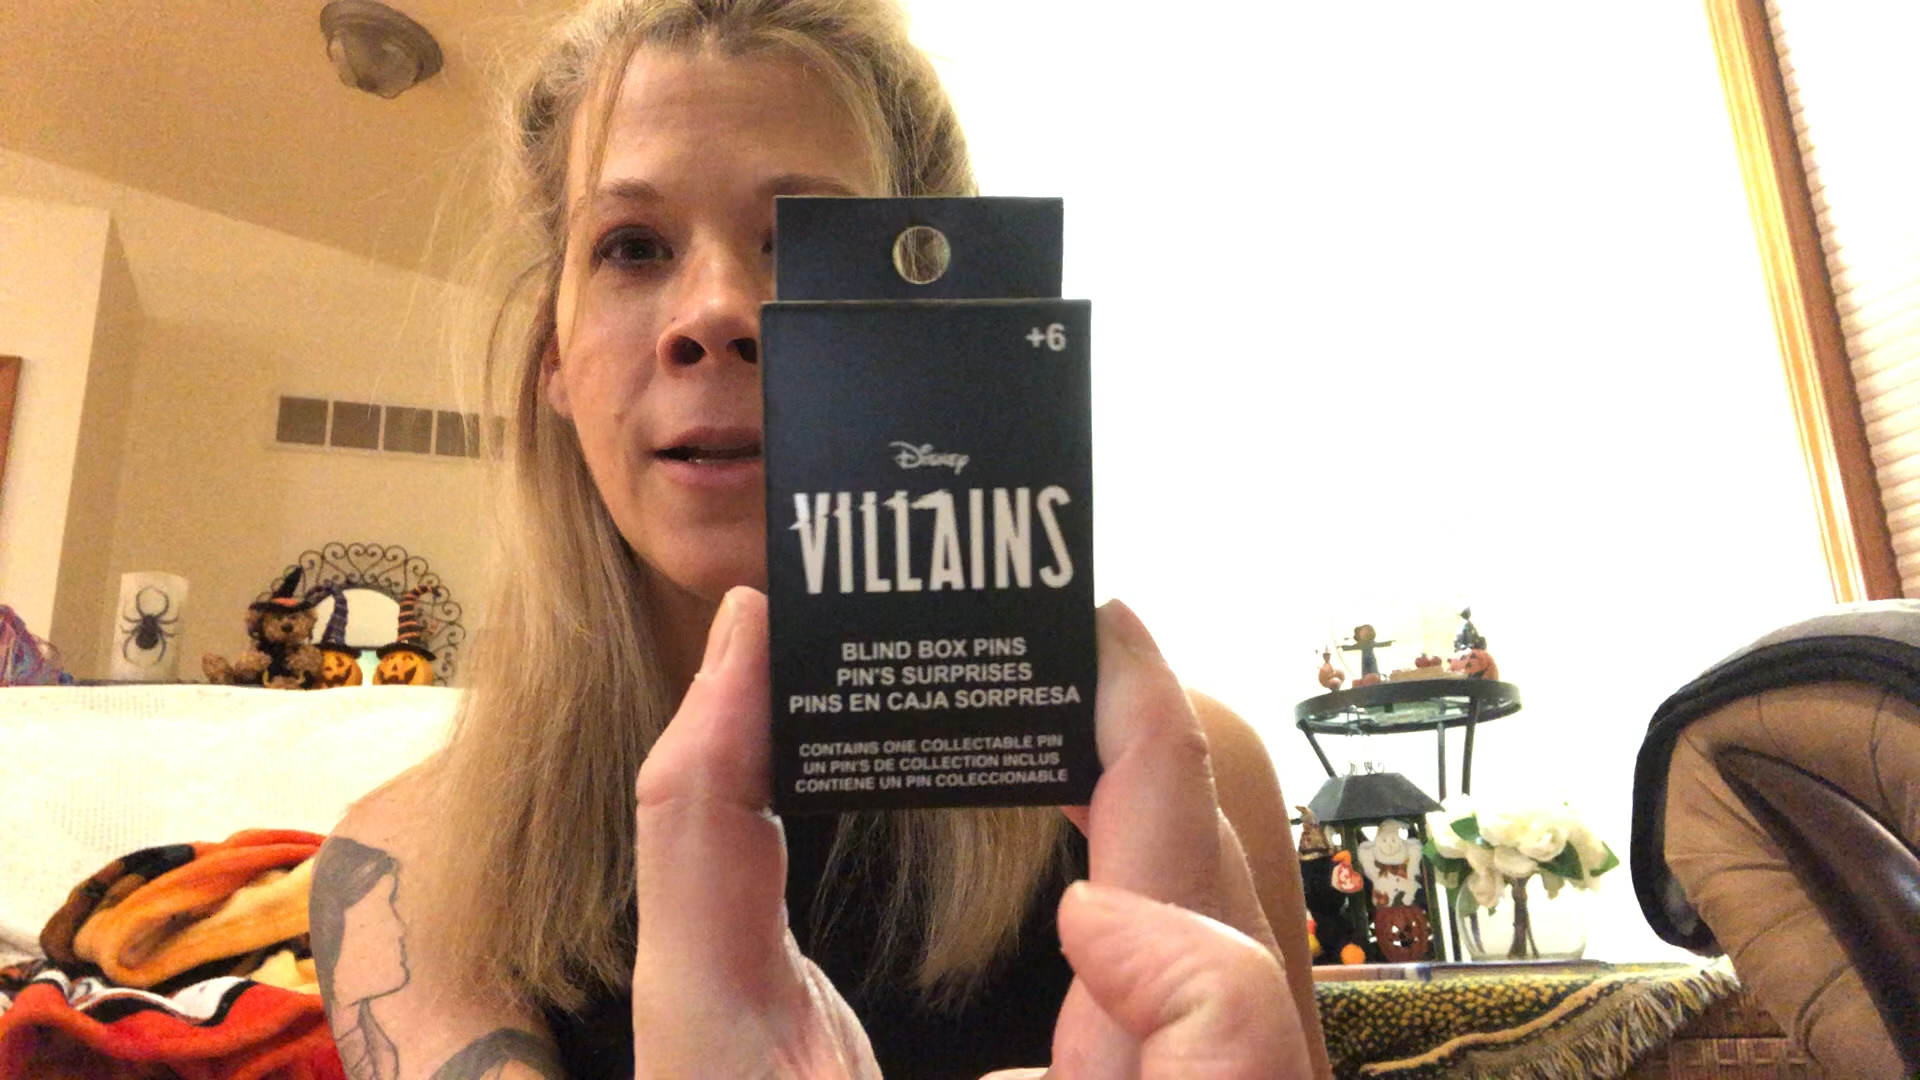 +6
Disney
VILLAINS
BLIND BOX PINS
PIN'S SURPRISES
PINS EN CAJA SORPRESA
CONTAINS ONE COLLECTABLE PIN
UN PIN'S DE COLLECTION INCLUS
CONTIENE UN PIN COLECCIONABLE